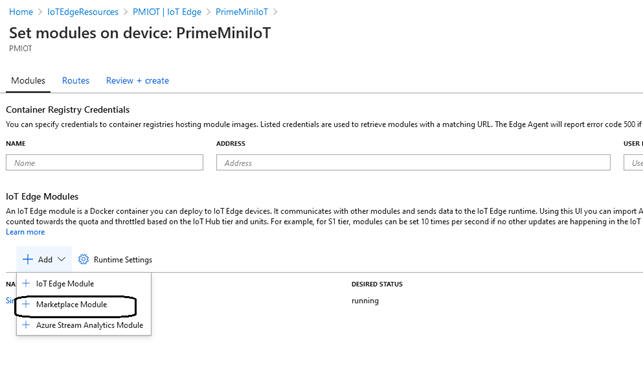 Home > IoTEdgeResources > PMIOT | IoT Edge > PrimeMiniIoT >
Set modules on device: PrimeMiniIoT
PMIOT
Modules Routes Review + create
Container Registry Credentials
You can specify credentials to container registries hosting module images. Listed credentials are used to retrieve modules with a matching URL. The Edge Agent will report error code 500 if
NAME ADDRESS USER
Name Address Use
IoT Edge Modules
An IoT Edge module is a Docker container you can deploy to IoT Edge devices. It communicates with other modules and sends data to the IoT Edge runtime. Using this UI you can import A
counted towards the quota and throttled based on the IoT Hub tier and units. For example, for S1 tier, modules can be set 10 times per second if no other updates are happening in the IoT
Learn more
Add Runtime Settings
NA DESIRED STATUS
IoT Edge Module
Sin running
Marketplace Module
Azure Stream Analytics Module